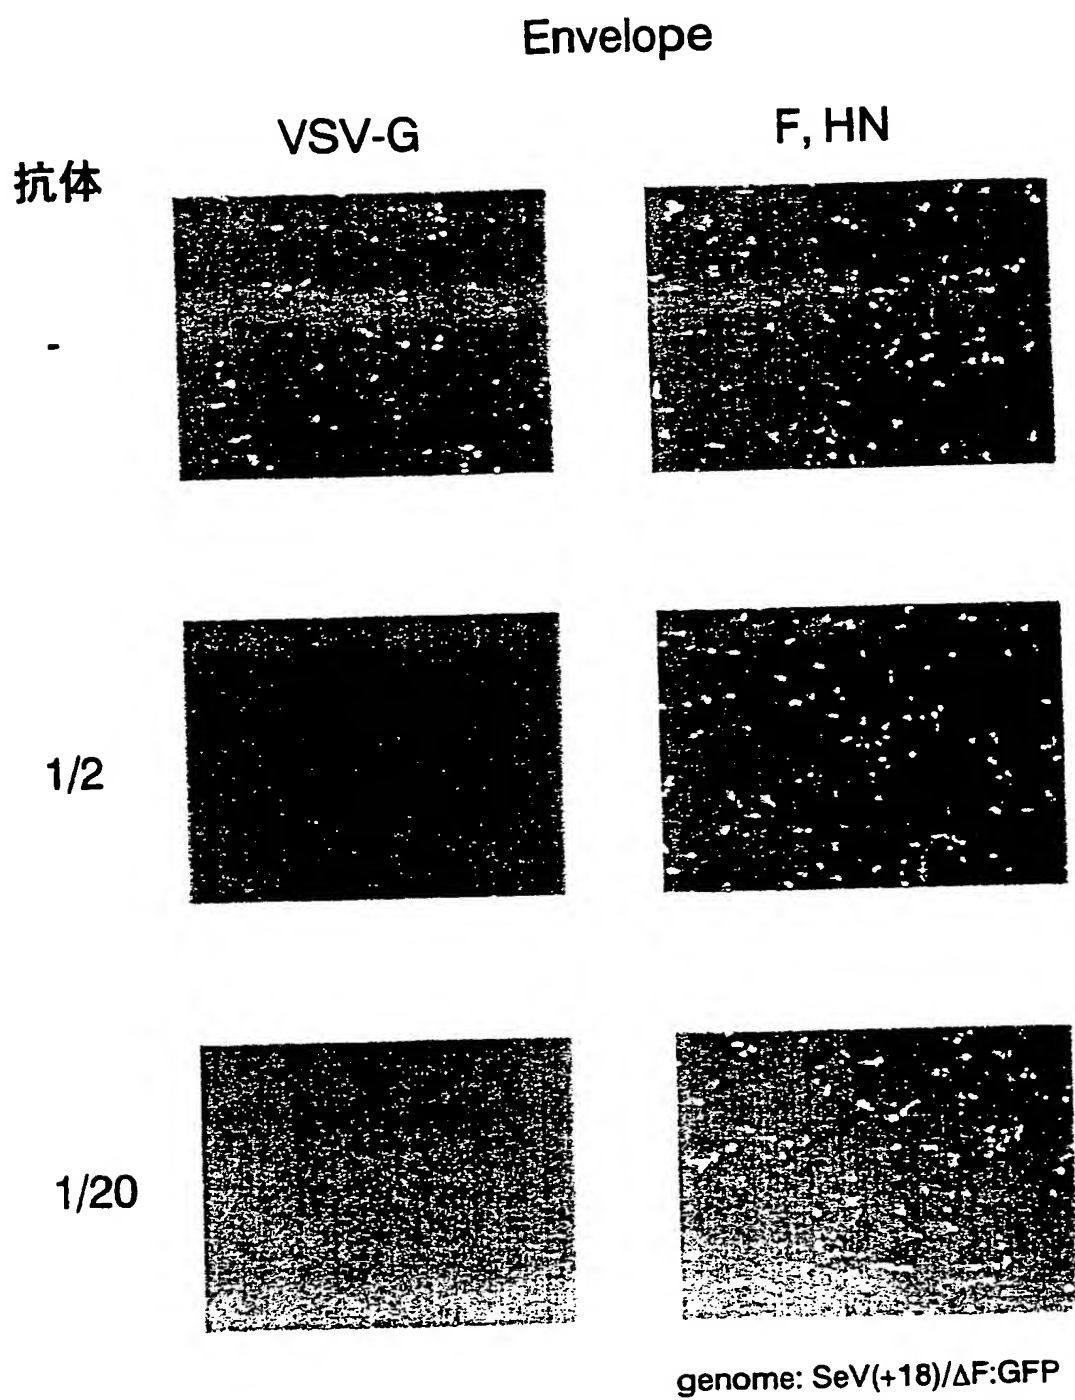 Envelope
VSV-G
F, HN
抗体
-
1/2
1/20
genome: SeV(+18)/ΔF:GFP